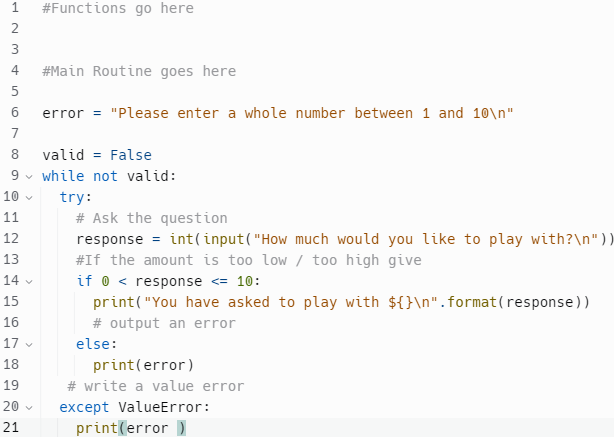 1 #Functions go here
2
3
4 #Main Routine goes here
5
6 error = "Please enter a whole number between 1 and 10\n"
7
8 valid = False
9 while not valid:
10   try:
11     # Ask the question
12     response = int(input("How much would you like to play with?\n"))
13     #If the amount is too low / too high give
14     if 0 < response <= 10:
15       print("You have asked to play with ${}\n".format(response))
16       # output an error
17     else:
18       print(error)
19    # write a value error
20   except ValueError:
21     print(error )